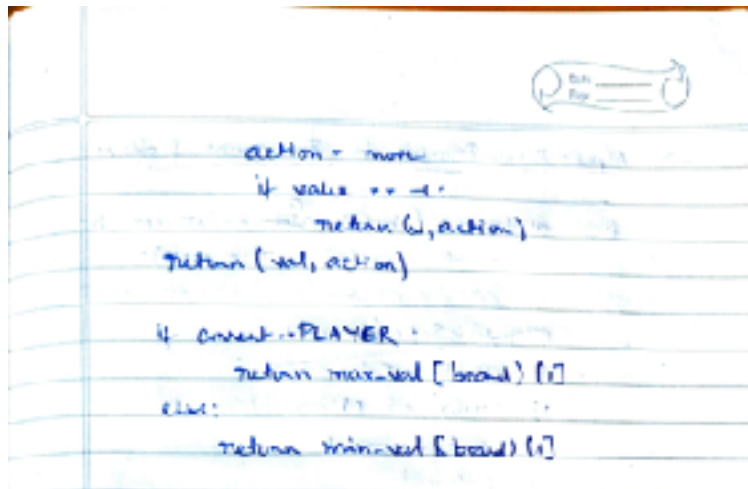 action = move
if value == -1:
return (v, action)
return (val, action)
if current == PLAYER :
return max_val (board) [1]
else:
return min_val (board) [1]